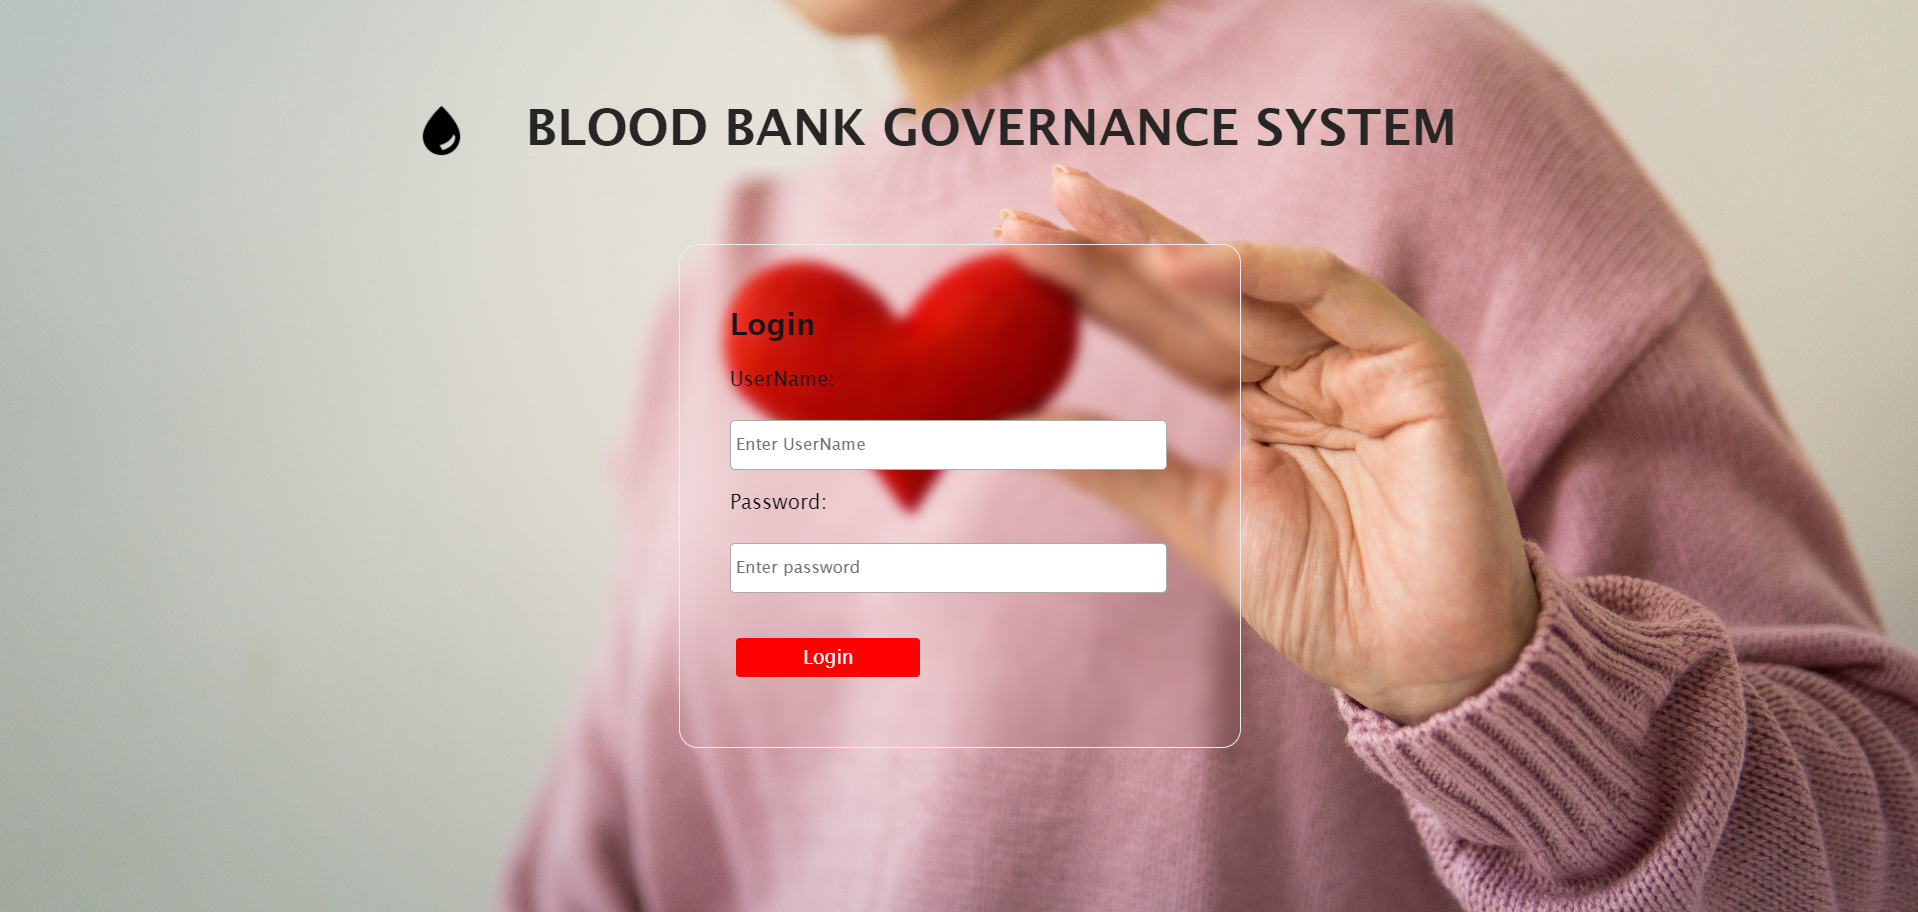 BLOOD BANK GOVERNANCE SYSTEM
Login
UserName:
Enter UserName
Password:
Enter password
Login